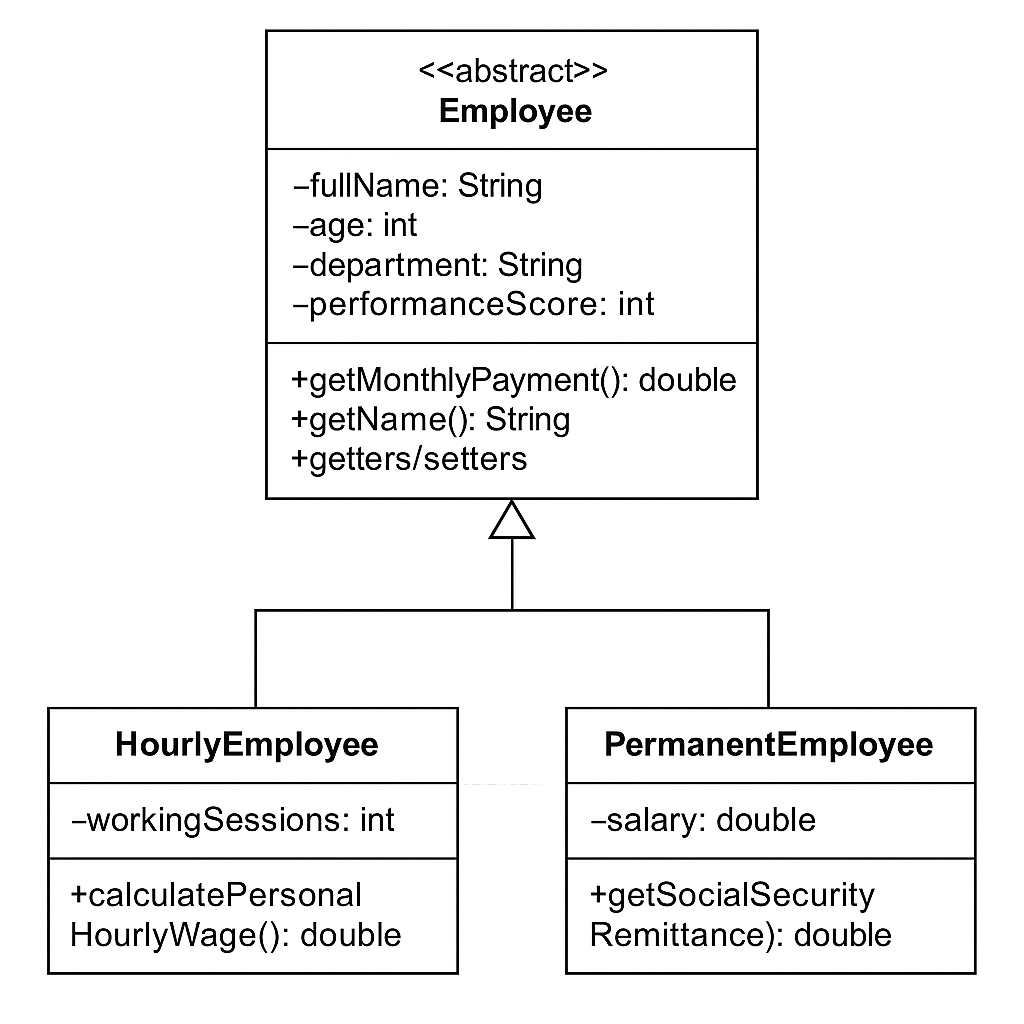 <<abstract>>
Employee
–fullName: String
–age: int
–department: String
–performanceScore: int
+getMonthlyPayment(): double
+getName(): String
+getters/setters
HourlyEmployee
–workingSessions: int
+calculatePersonal
HourlyWage(): double
PermanentEmployee
–salary: double
+getSocialSecurity
Remittance): double